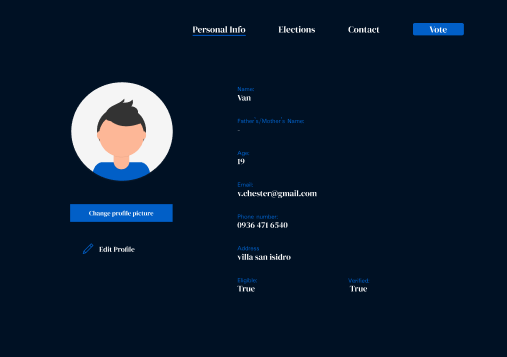 Personal Info Elections Contact Vote
Name:
Van
Father's/Mother's Name:
-
Age:
19
Email:
v.chester@gmail.com
Change profile picture
Phone number:
0936 471 6540
Edit Profile
Address
villa san isidro
Eligible: Verified:
True True